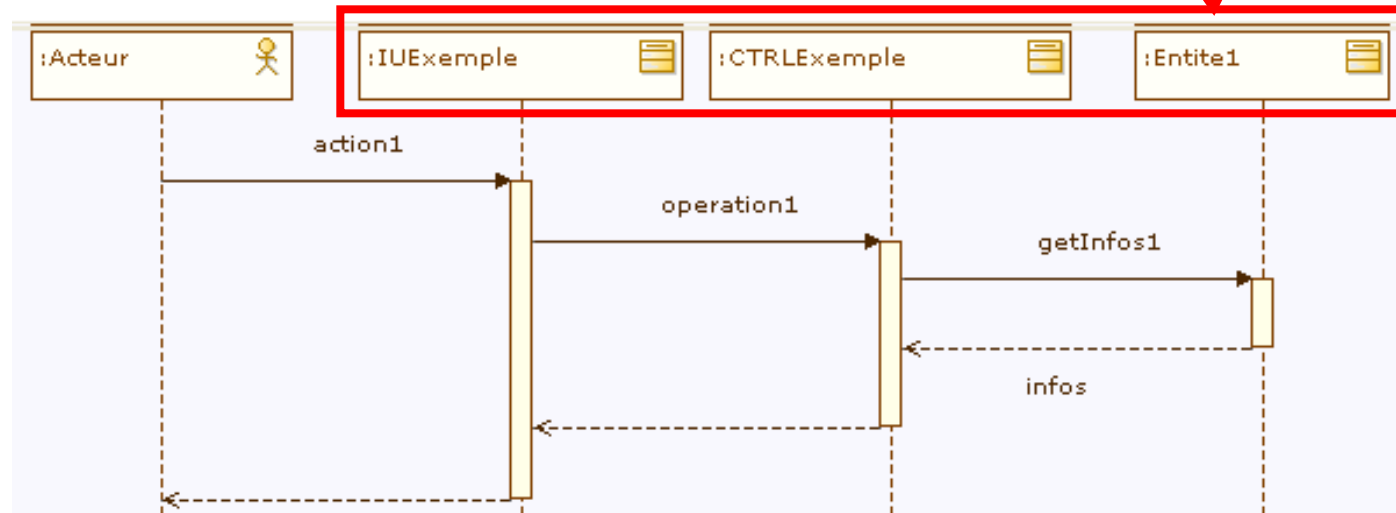 :Acteur
:IUExemple
:CTRLExemple
:Entite1
action1
operation1
getInfos1
infos